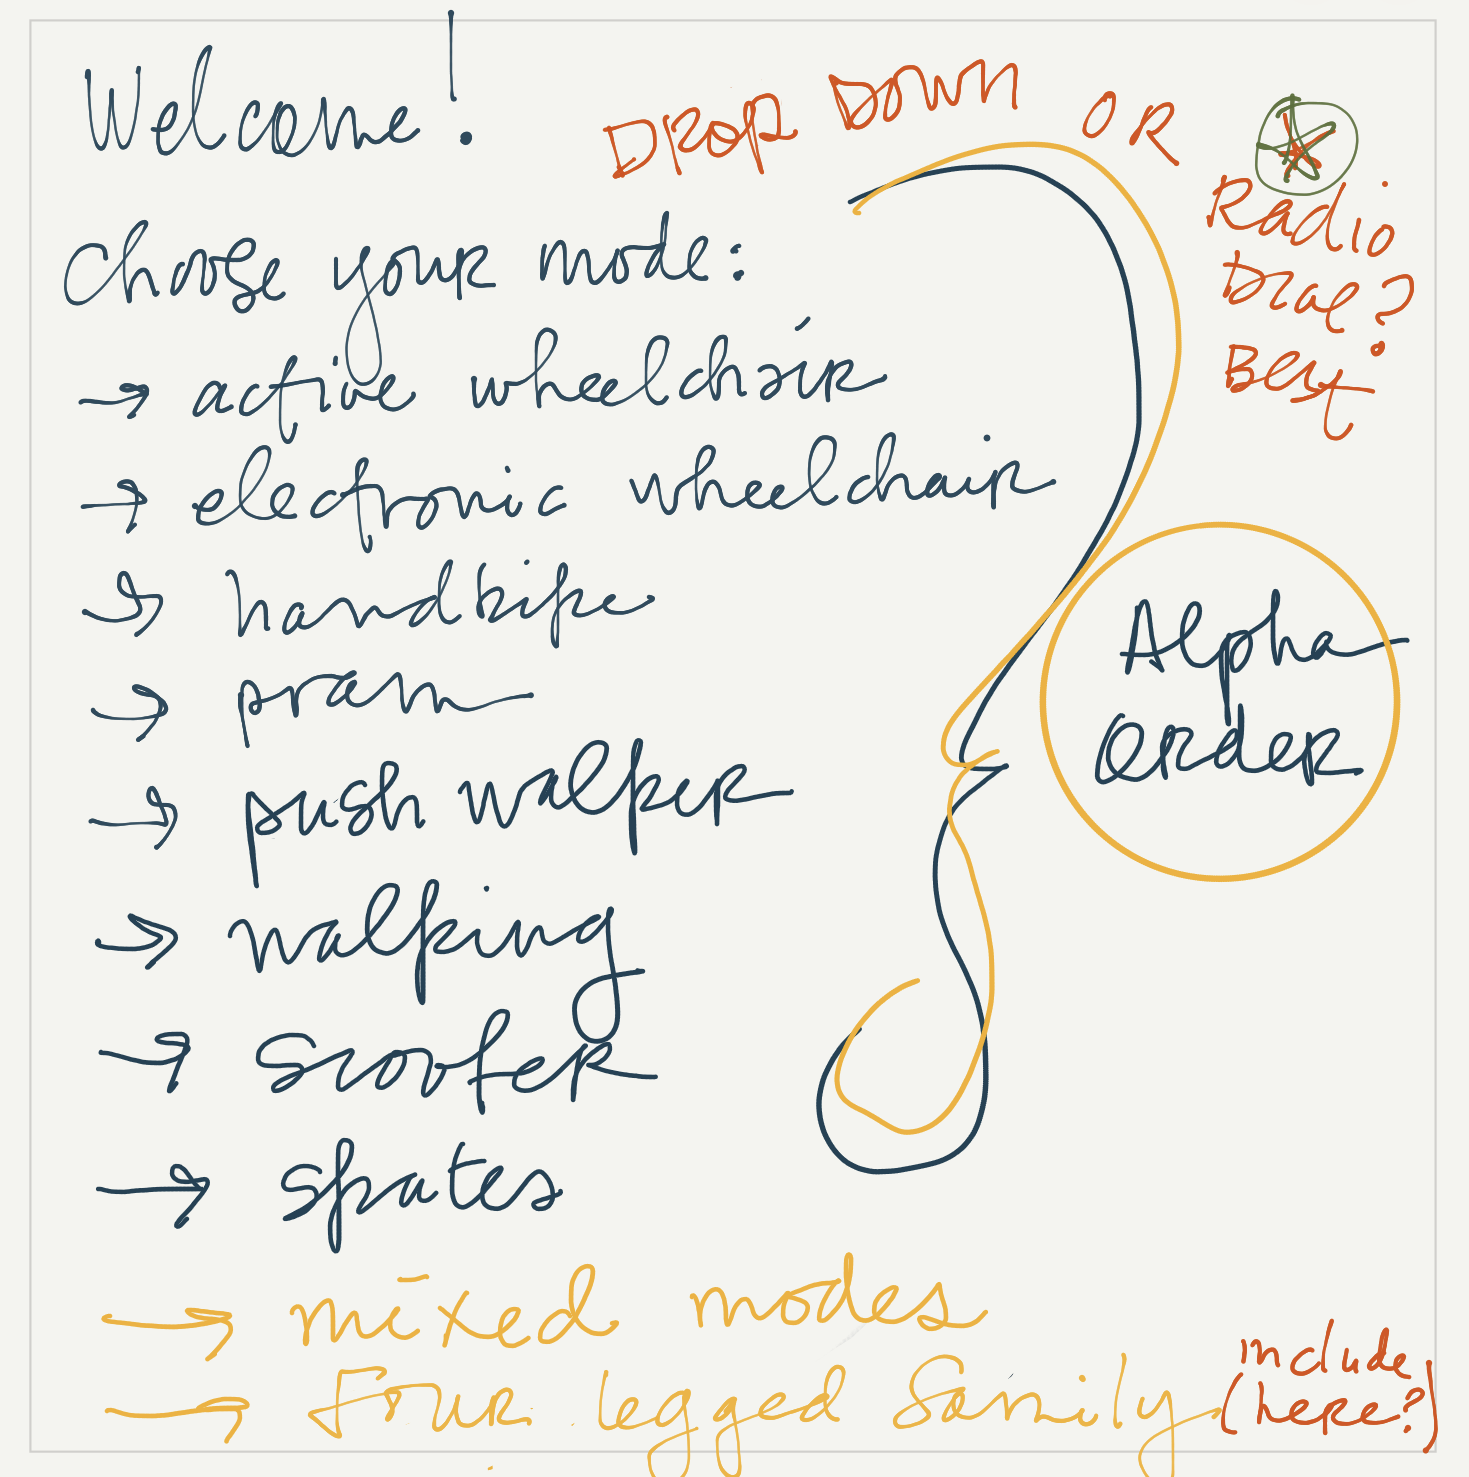 Welcome!
DROP DOWN OR
Radio
Dial?
Best?
Choose your mode:
→ active wheelchair
→ electronic wheelchair
→ handbike
→ pram
→ push walker
→ walking
→ scooter
→ skates
Alpha
order
→ mixed modes
→ Four legged family
include
(here?)